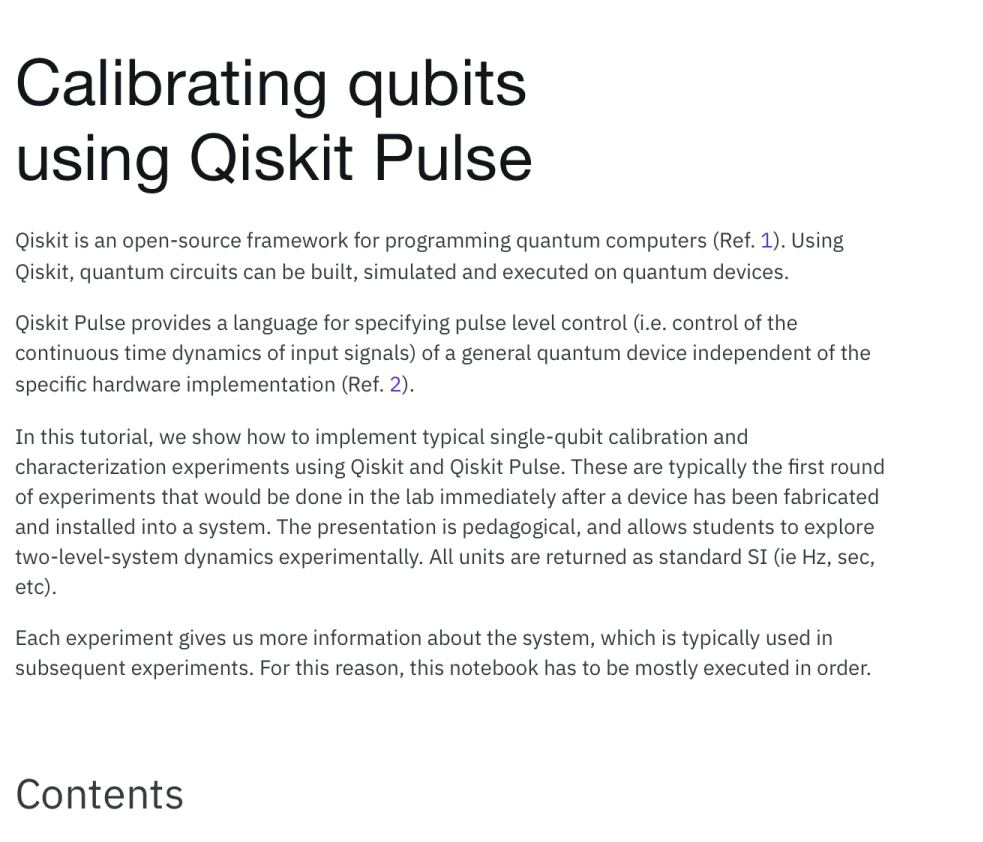 Calibrating qubits
using Qiskit Pulse
Qiskit is an open-source framework for programming quantum computers (Ref. 1). Using
Qiskit, quantum circuits can be built, simulated and executed on quantum devices.
Qiskit Pulse provides a language for specifying pulse level control (i.e. control of the
continuous time dynamics of input signals) of a general quantum device independent of the
specific hardware implementation (Ref. 2).
In this tutorial, we show how to implement typical single-qubit calibration and
characterization experiments using Qiskit and Qiskit Pulse. These are typically the first round
of experiments that would be done in the lab immediately after a device has been fabricated
and installed into a system. The presentation is pedagogical, and allows students to explore
two-level-system dynamics experimentally. All units are returned as standard SI (ie Hz, sec,
etc).
Each experiment gives us more information about the system, which is typically used in
subsequent experiments. For this reason, this notebook has to be mostly executed in order.
Contents